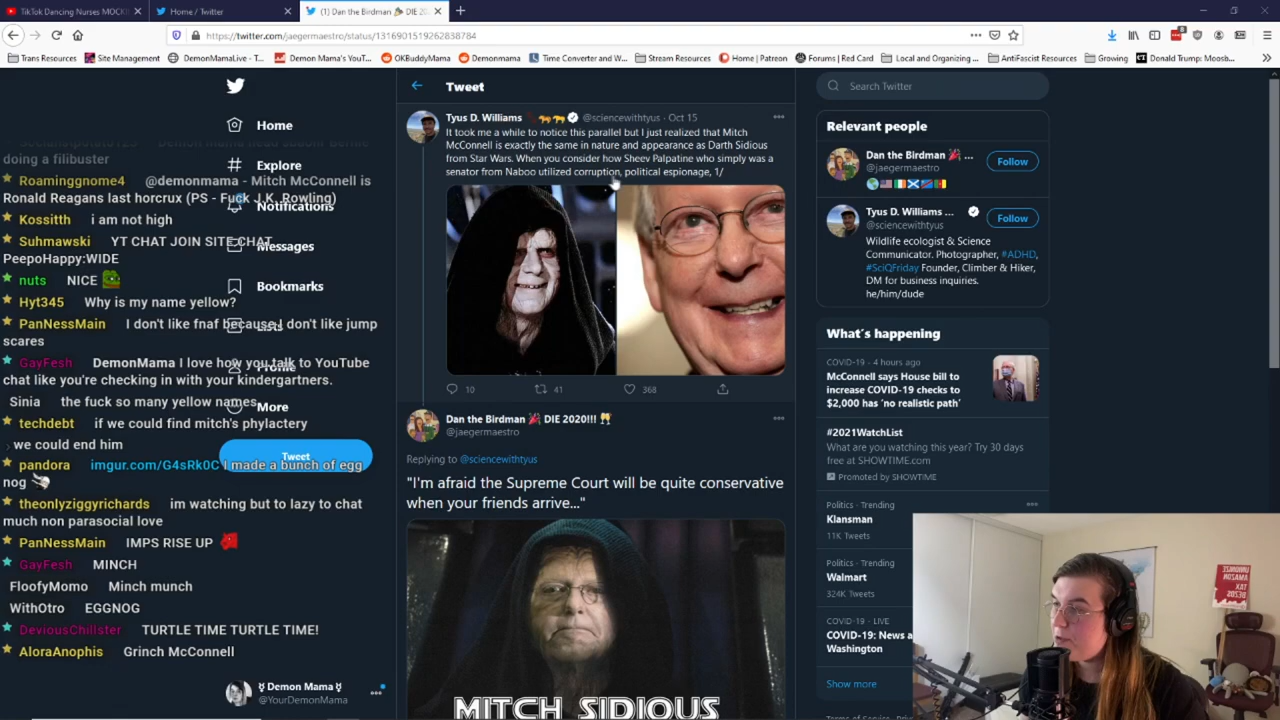 TikTok Dancing Nurses MOCKI
Home / Twitter
(1) Dan the Birdman DIE 20
https://twitter.com/jaegermaestro/status/1316901519262838784
Trans Resources
Site Management
DemonMamaLive - T...
Demon Mama's YouT...
OKBuddyMama
Demonmama
Time Converter and W...
Stream Resources
Home | Patreon
Forums | Red Card
Local and Organizing ...
AntiFascist Resources
Growing
Donald Trump: Moosb...
Home
Explore
Notifications
Messages
Bookmarks
Lists
Profile
More
Tweet
doing a filibuster
Roaminggnome4 @demonmama - Mitch McConnell is
Ronald Reagans last horcrux (PS - Fuck J.K. Rowling)
Kossitth i am not high
Suhmawski YT CHAT JOIN SITE CHAT
PeepoHappy:WIDE
nuts NICE
Hyt345 Why is my name yellow?
PanNessMain I don't like fnaf because I don't like jump
scares
GayFesh DemonMama I love how you talk to YouTube
chat like you're checking in with your kindergartners.
Sinia the fuck so many yellow names
techdebt if we could find mitch's phylactery
we could end him
pandora imgur.com/G4sRk0C I made a bunch of egg
nog
theonlyziggyrichards im watching but to lazy to chat
much non parasocial love
PanNessMain IMPS RISE UP
GayFesh MINCH
FloofyMomo Minch munch
WithOtro EGGNOG
DeviousChillster TURTLE TIME TURTLE TIME!
AloraAnophis Grinch McConnell
☿ Demon Mama ☿
@YourDemonMama
Tweet
Tyus D. Williams @sciencewithtyus · Oct 15
It took me a while to notice this parallel but I just realized that Mitch
McConnell is exactly the same in nature and appearance as Darth Sidious
from Star Wars. When you consider how Sheev Palpatine who simply was a
senator from Naboo utilized corruption, political espionage, 1/
10
41
368
Dan the Birdman DIE 2020!!!
@jaegermaestro
Replying to @sciencewithtyus
"I'm afraid the Supreme Court will be quite conservative
when your friends arrive..."
MITCH SIDIOUS
Search Twitter
Relevant people
Dan the Birdman ...
@jaegermaestro
Follow
Tyus D. Williams ...
@sciencewithtyus
Follow
Wildlife ecologist & Science
Communicator. Photographer, #ADHD,
#SciQFriday Founder, Climber & Hiker,
DM for business inquiries.
he/him/dude
What's happening
COVID-19 · 4 hours ago
McConnell says House bill to
increase COVID-19 checks to
$2,000 has 'no realistic path'
#2021WatchList
What are you watching this year? Try 30 days
free at SHOWTIME.com
Promoted by SHOWTIME
Politics · Trending
Klansman
11K Tweets
Politics · Trending
Walmart
324K Tweets
COVID-19 · LIVE
COVID-19: News a
Washington
Show more
UNIONIZE
AMAZON
TAX
BEZOS